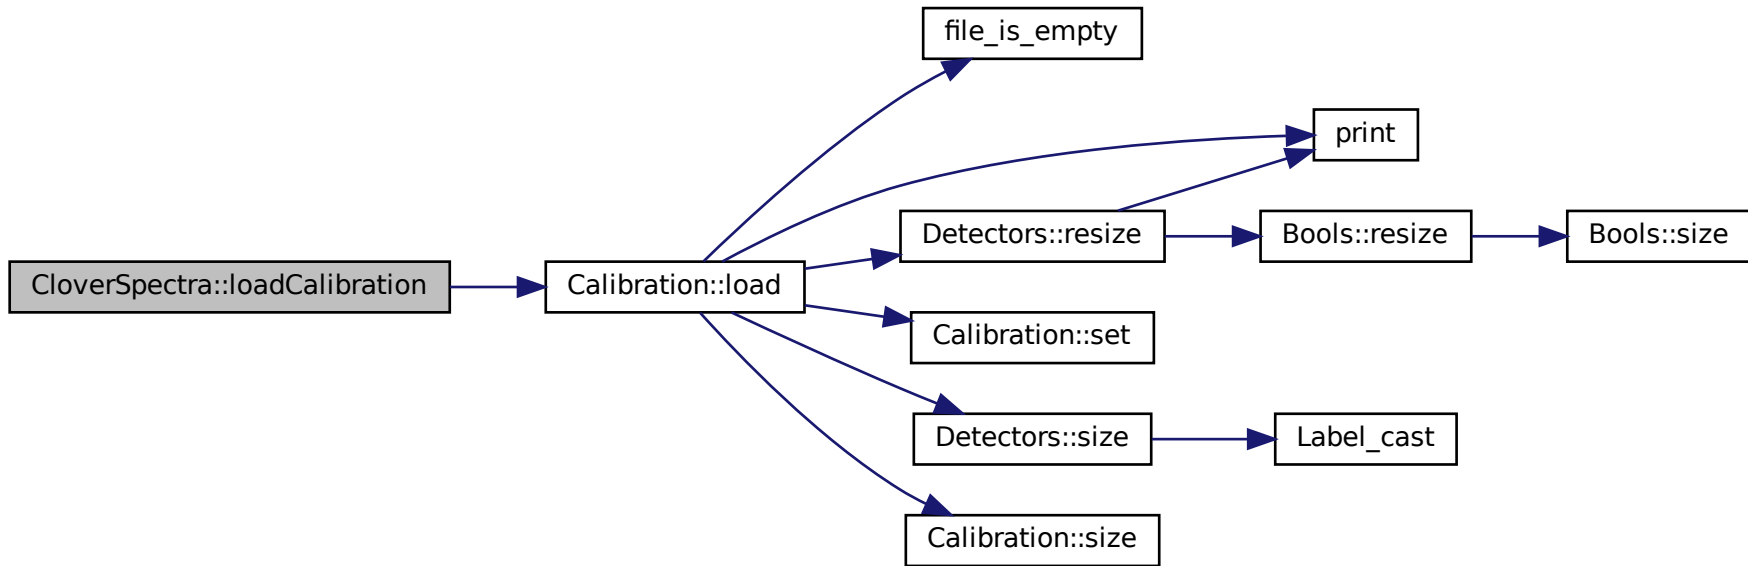 file_is_empty
print
Detectors::resize
Bools::resize
Bools::size
CloverSpectra::loadCalibration
Calibration::load
Calibration::set
Detectors::size
Label_cast
Calibration::size